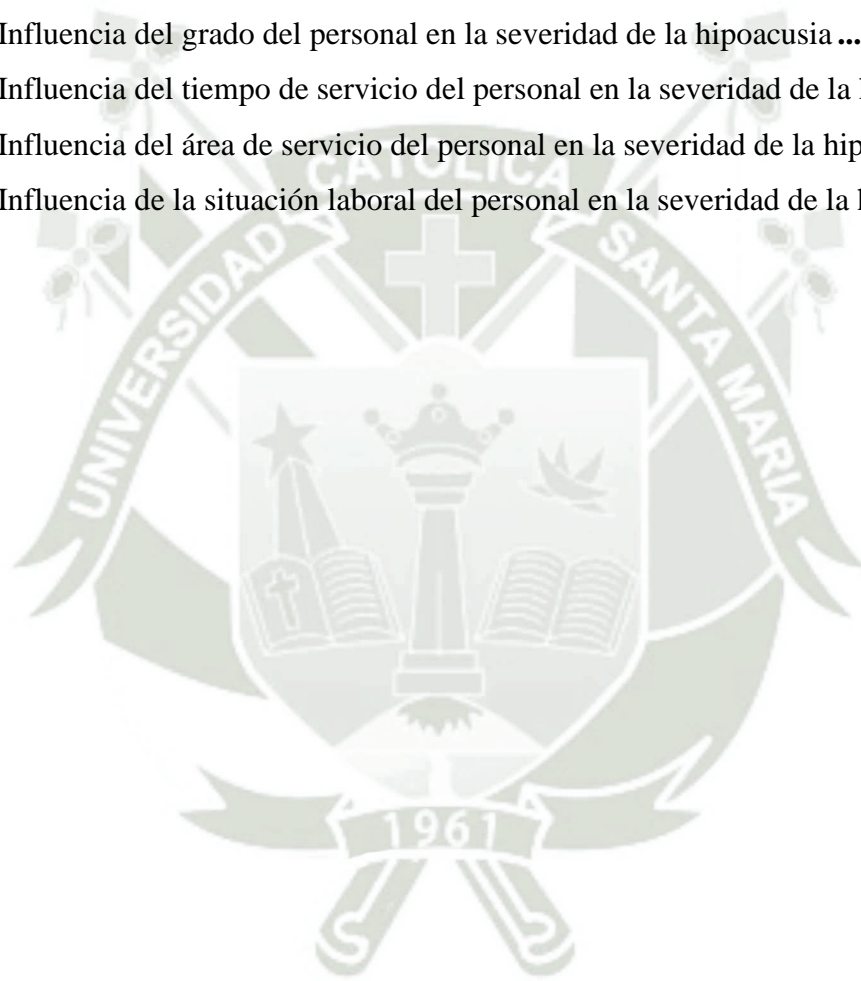 Influencia del grado del personal en la severidad de la hipoacusia ...
Influencia del tiempo de servicio del personal en la severidad de la
Influencia del área de servicio del personal en la severidad de la hip
Influencia de la situación laboral del personal en la severidad de la
CATOLICA
UNIVERSIDAD
SANTA MARIA
1961